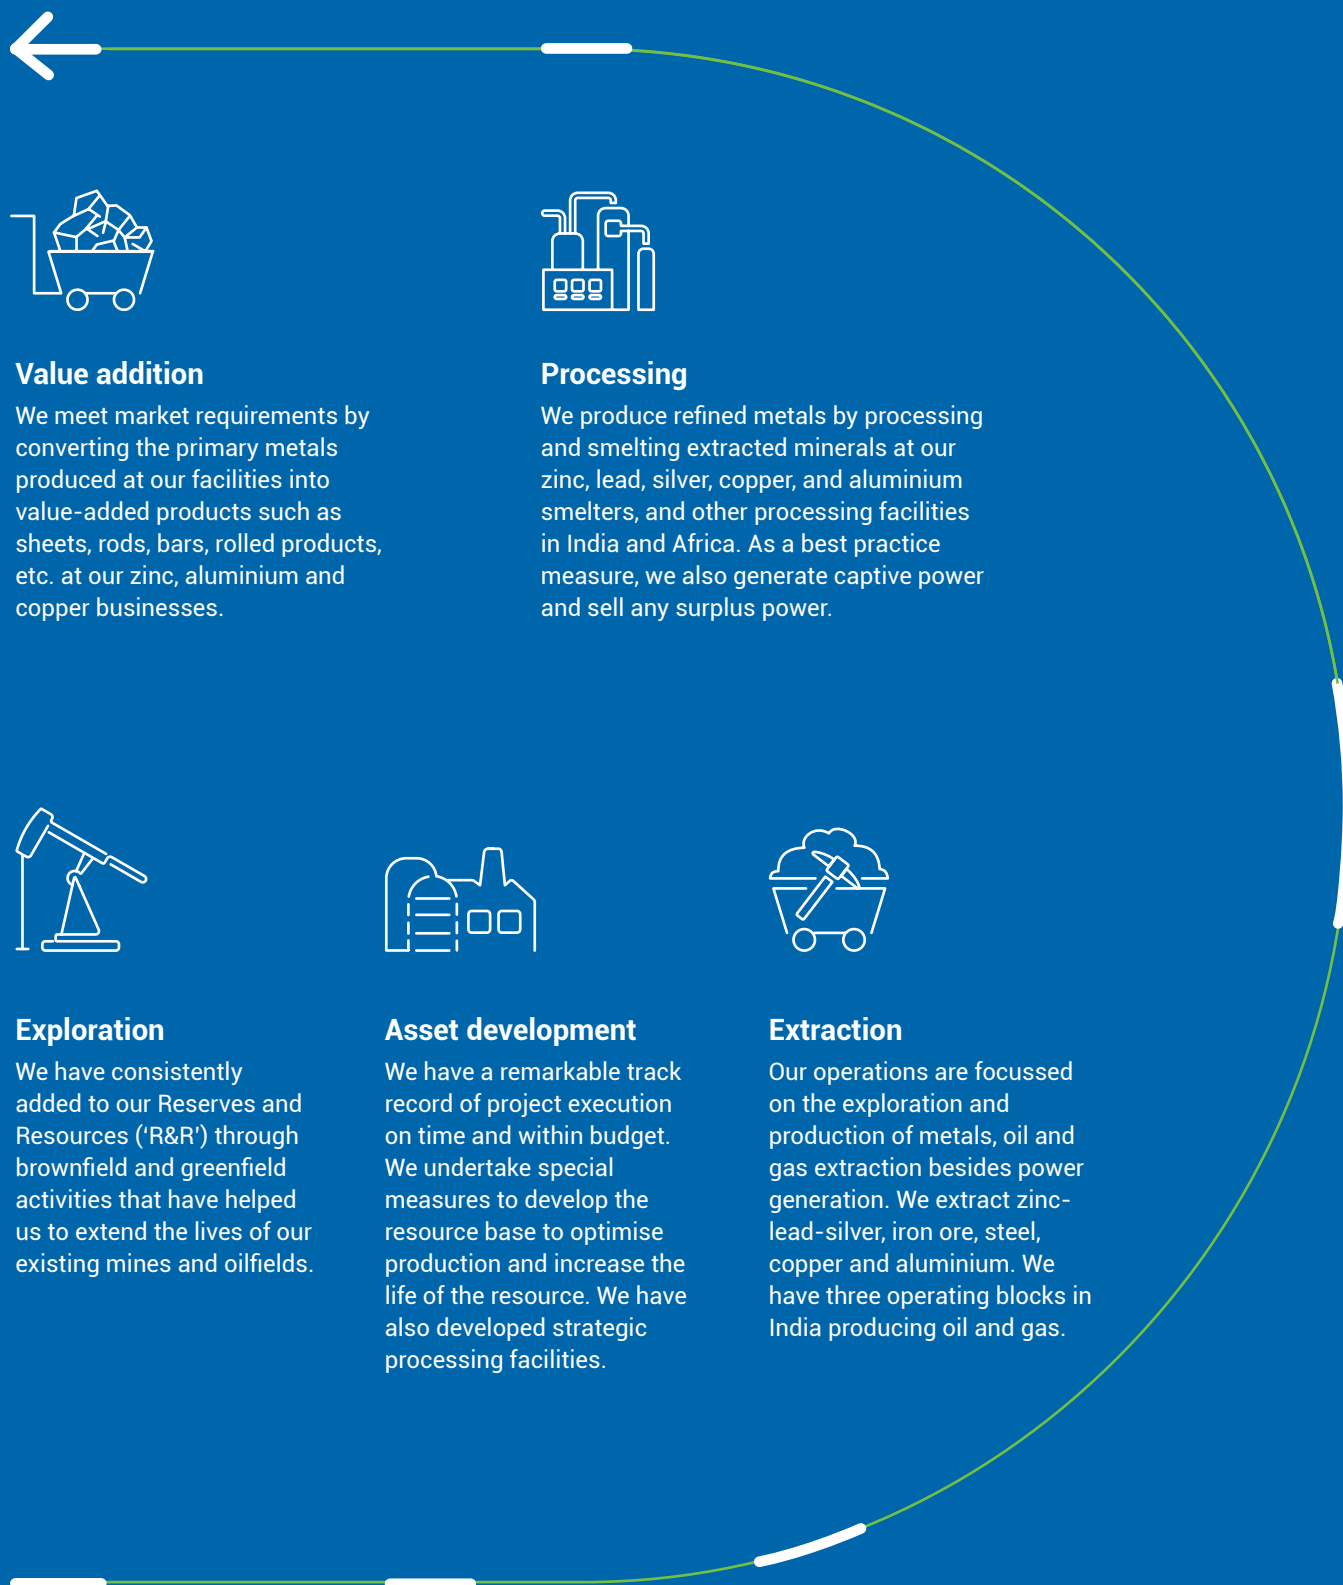 Value addition
We meet market requirements by
converting the primary metals
produced at our facilities into
value-added products such as
sheets, rods, bars, rolled products,
etc. at our zinc, aluminium and
copper businesses.
Processing
We produce refined metals by processing
and smelting extracted minerals at our
zinc, lead, silver, copper, and aluminium
smelters, and other processing facilities
in India and Africa. As a best practice
measure, we also generate captive power
and sell any surplus power.
Exploration
We have consistently
added to our Reserves and
Resources (‘R&R’) through
brownfield and greenfield
activities that have helped
us to extend the lives of our
existing mines and oilfields.
Asset development
We have a remarkable track
record of project execution
on time and within budget.
We undertake special
measures to develop the
resource base to optimise
production and increase the
life of the resource. We have
also developed strategic
processing facilities.
Extraction
Our operations are focussed
on the exploration and
production of metals, oil and
gas extraction besides power
generation. We extract zinc-
lead-silver, iron ore, steel,
copper and aluminium. We
have three operating blocks in
India producing oil and gas.